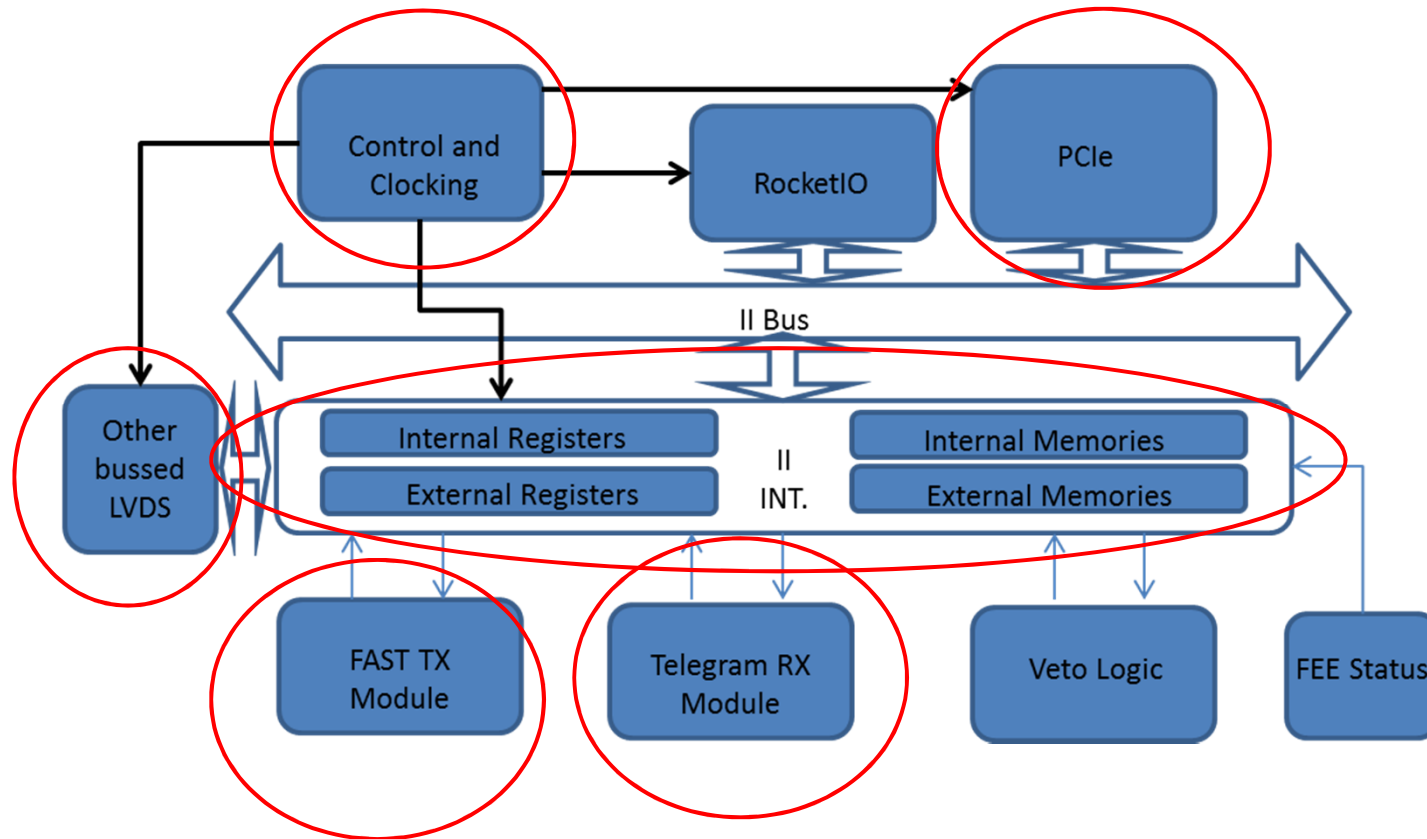 Control and
Clocking
RocketIO
PCIe
II Bus
Other
bussed
LVDS
Internal Registers
External Registers
II
INT.
Internal Memories
External Memories
FAST TX
Module
Telegram RX
Module
Veto Logic
FEE Status